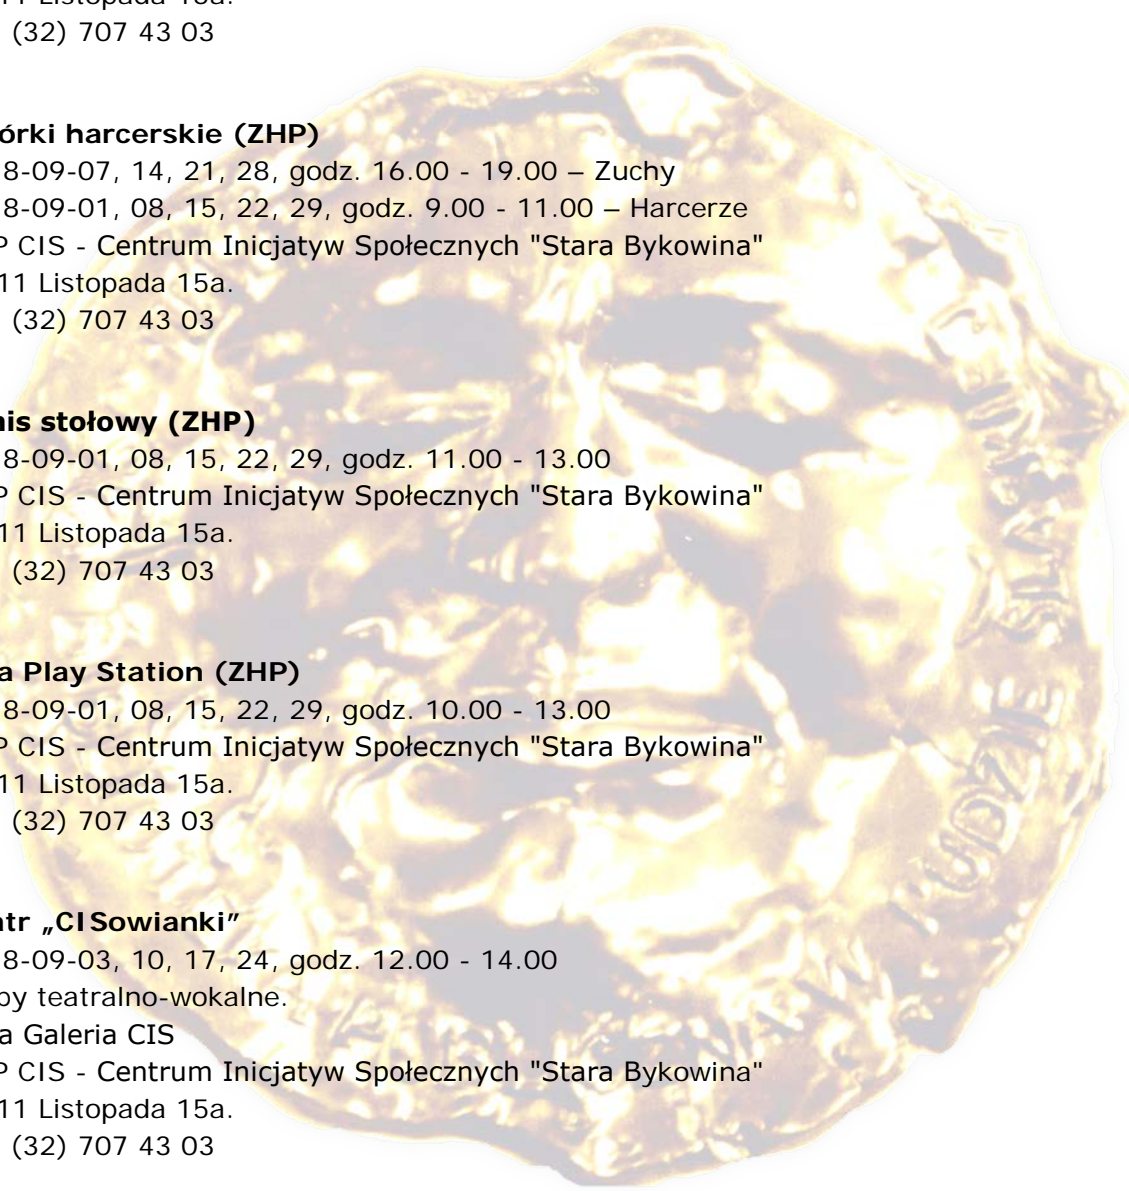 (32) 707 43 03
órki harcerskie (ZHP)
8-09-07, 14, 21, 28, godz. 16.00 - 19.00 – Zuchy
8-09-01, 08, 15, 22, 29, godz. 9.00 - 11.00 – Harcerze
P CIS - Centrum Inicjatyw Społecznych "Stara Bykowina"
11 Listopada 15a.
(32) 707 43 03
nis stołowy (ZHP)
8-09-01, 08, 15, 22, 29, godz. 11.00 - 13.00
P CIS - Centrum Inicjatyw Społecznych "Stara Bykowina"
11 Listopada 15a.
(32) 707 43 03
a Play Station (ZHP)
8-09-01, 08, 15, 22, 29, godz. 10.00 - 13.00
P CIS - Centrum Inicjatyw Społecznych "Stara Bykowina"
11 Listopada 15a.
(32) 707 43 03
atr „CISowianki”
8-09-03, 10, 17, 24, godz. 12.00 - 14.00
by teatralno-wokalne.
a Galeria CIS
P CIS - Centrum Inicjatyw Społecznych "Stara Bykowina"
11 Listopada 15a.
(32) 707 43 03